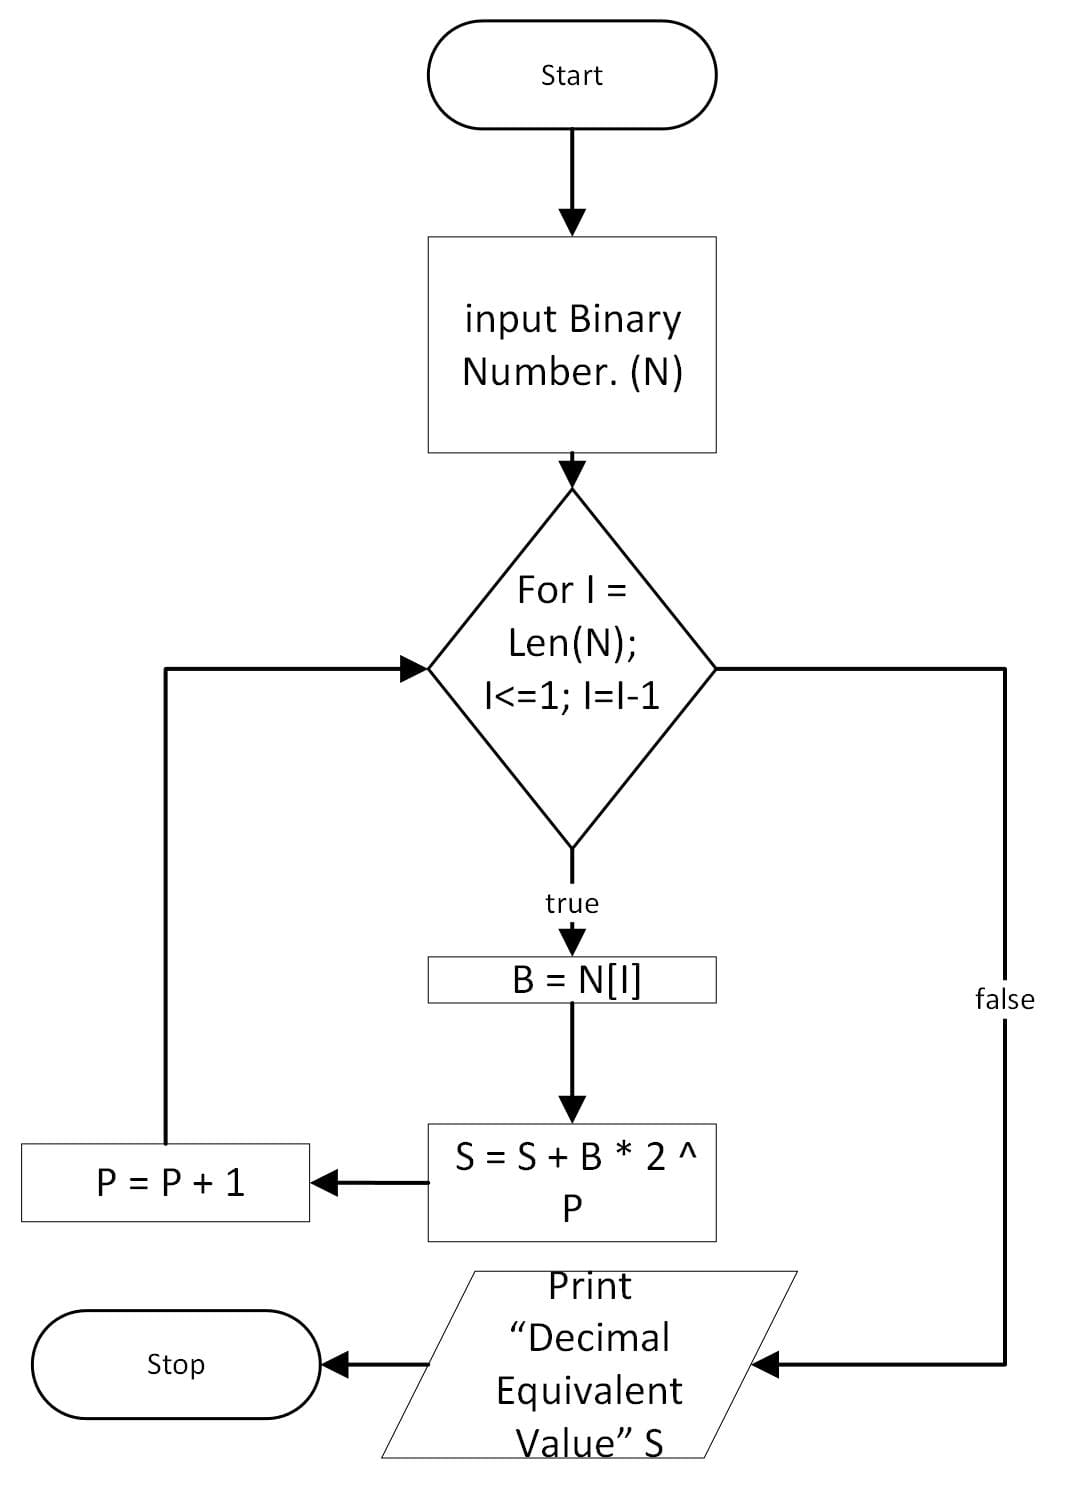 Start
input Binary
Number. (N)
For I =
Len(N);
I<=1; I=I-1
true
B = N[I]
false
S = S + B * 2 ^
P
P = P + 1
Print
“Decimal
Equivalent
Value” S
Stop